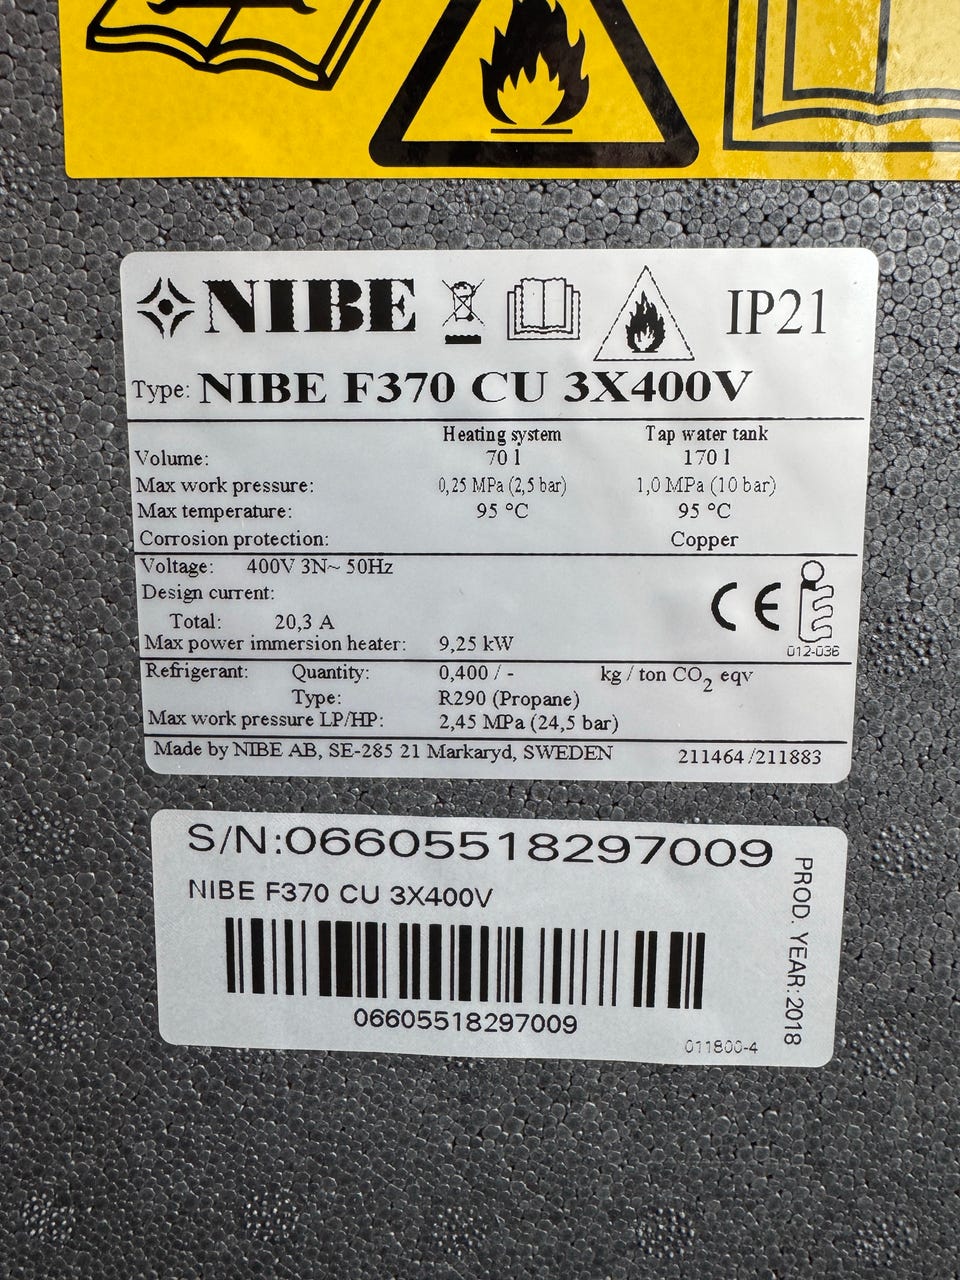 NIBE IP21
Type: NIBE F370 CU 3X400V
Heating system Tap water tank
Volume: 70 l 170 l
Max work pressure: 0,25 MPa (2,5 bar) 1,0 MPa (10 bar)
Max temperature: 95 °C 95 °C
Corrosion protection: Copper
Voltage: 400V 3N~ 50Hz
Design current:
Total: 20,3 A
Max power immersion heater: 9,25 kW
CE
012-036
Refrigerant: Quantity: 0,400 / - kg / ton CO2 eqv
Type: R290 (Propane)
Max work pressure LP/HP: 2,45 MPa (24,5 bar)
Made by NIBE AB, SE-285 21 Markaryd, SWEDEN 211464 /211883
S/N:06605518297009
NIBE F370 CU 3X400V
06605518297009
011800-4
PROD. YEAR:2018